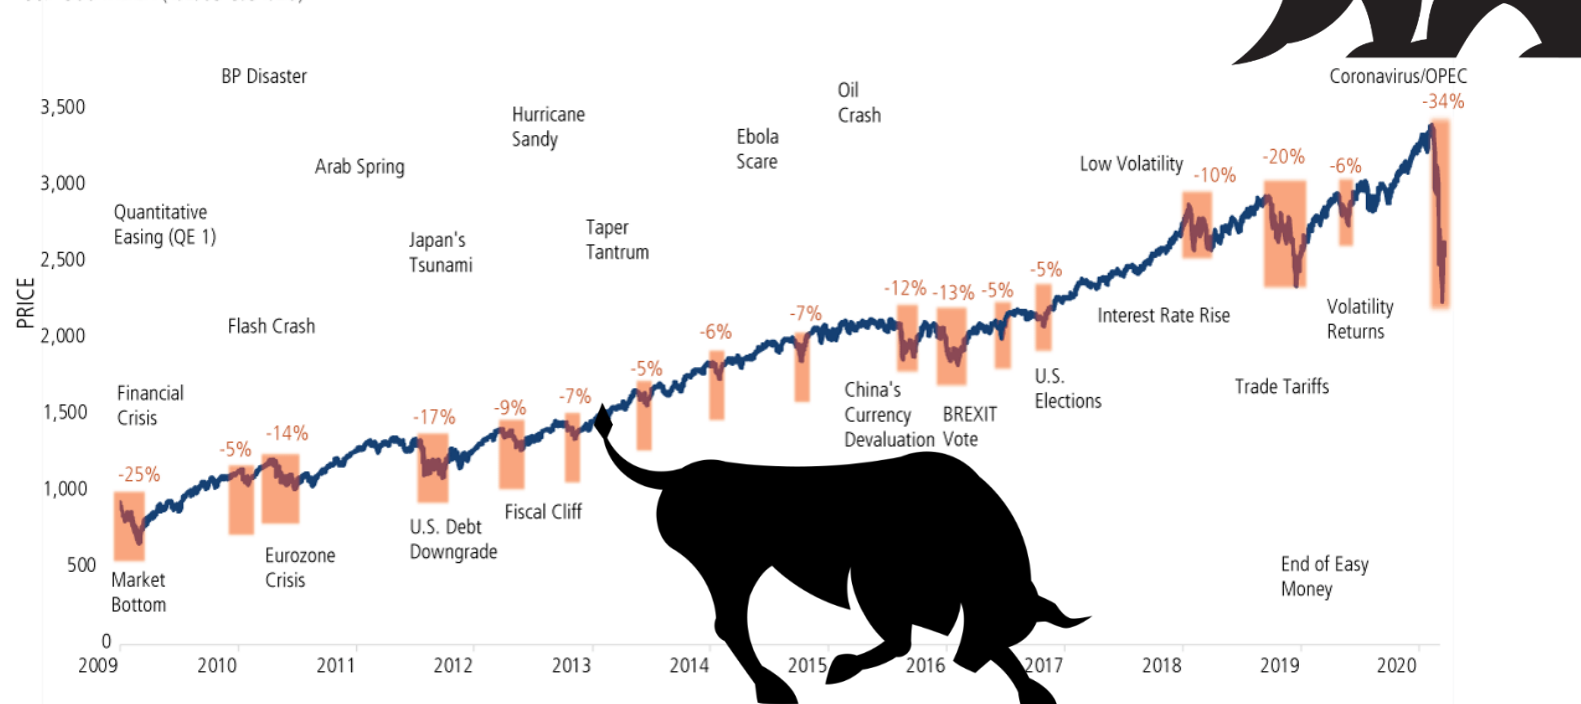 BP Disaster
Oil
Crash
Coronavirus/OPEC
-34%
3,500
Hurricane
Sandy
Ebola
Scare
Arab Spring
Low Volatility
-20%
-6%
-10%
3,000
Quantitative
Easing (QE 1)
Japan's
Tsunami
Taper
Tantrum
2,500
PRICE
-12%
-13%
-5%
-5%
Interest Rate Rise
Volatility
Returns
Flash Crash
-7%
-6%
2,000
-5%
Financial
Crisis
-7%
China's
Currency
Devaluation
BREXIT
Vote
U.S.
Elections
Trade Tariffs
1,500
-17%
-9%
-14%
-5%
-25%
1,000
Fiscal Cliff
U.S. Debt
Downgrade
Eurozone
Crisis
500
Market
Bottom
End of Easy
Money
0
2009
2010
2011
2012
2013
2014
2015
2016
2017
2018
2019
2020